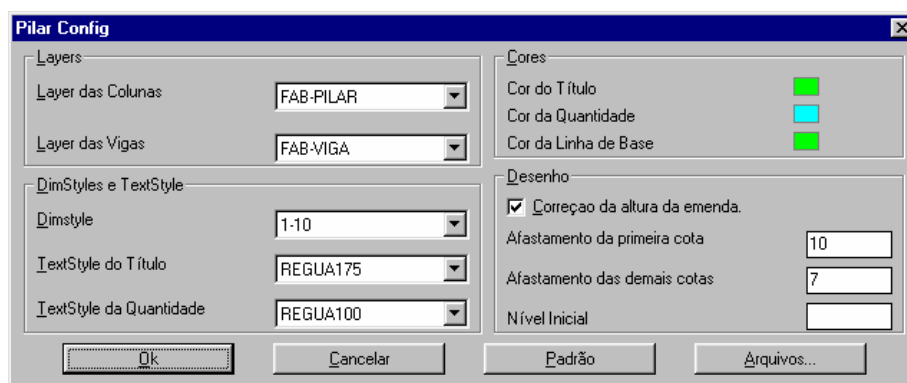 Pilar Config
Layers
Layer das Colunas
FAB-PILAR
Layer das Vigas
FAB-VIGA
DimStyles e TextStyle
Dimstyle
1-10
TextStyle do Título
REGUA175
TextStyle da Quantidade
REGUA100
Cores
Cor do Título
Cor da Quantidade
Cor da Linha de Base
Desenho
Correçao da altura da emenda.
Afastamento da primeira cota
10
Afastamento das demais cotas
7
Nível Inicial
Ok
Cancelar
Padrão
Arquivos...